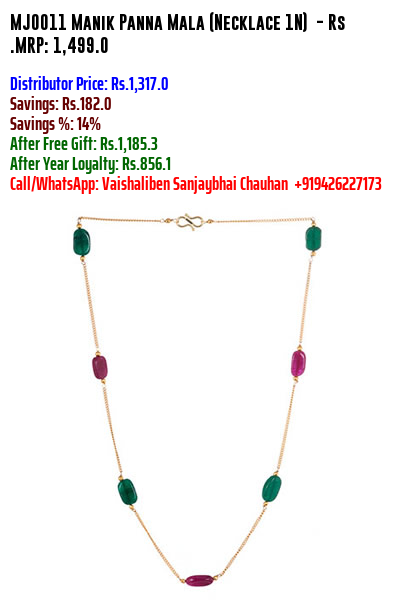 MJ0011 Manik Panna Mala (Necklace 1N)  - Rs
.MRP: 1,499.0
Distributor Price: Rs.1,317.0
Savings: Rs.182.0
Savings %: 14%
After Free Gift: Rs.1,185.3
After Year Loyalty: Rs.856.1
Call/WhatsApp: Vaishaliben Sanjaybhai Chauhan  +919426227173